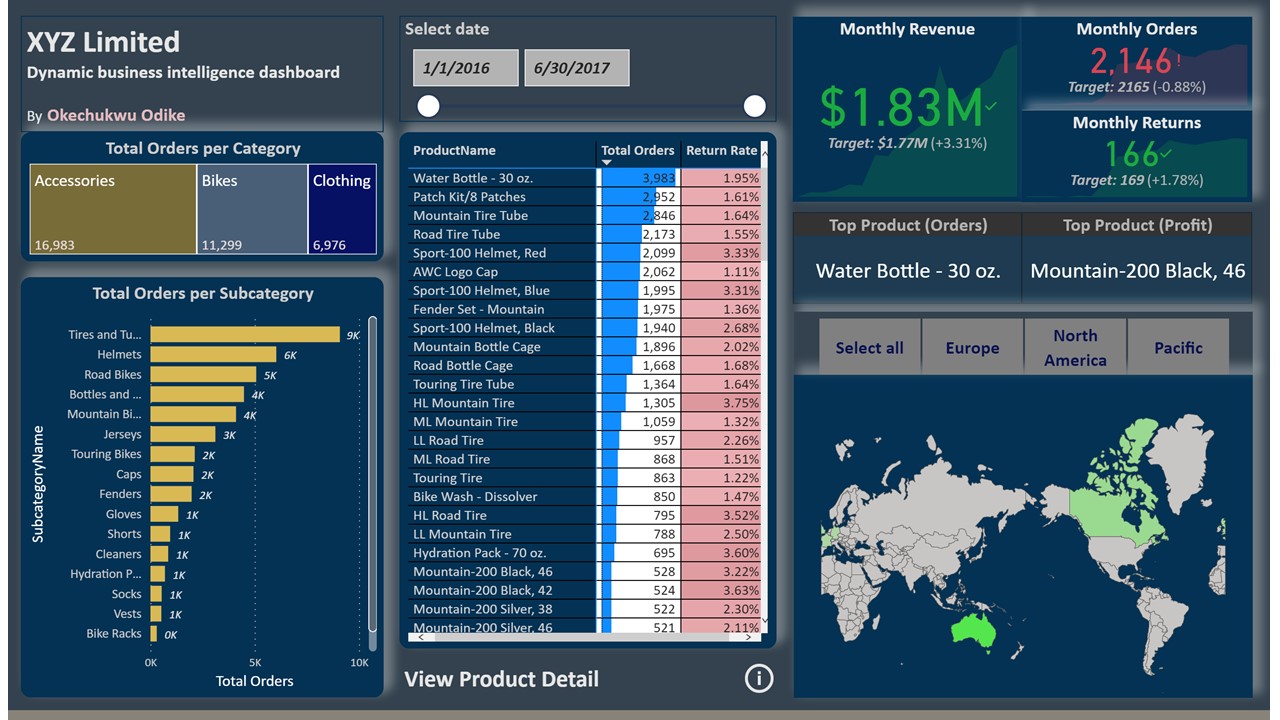 XYZ Limited
Dynamic business intelligence dashboard
By Okechukwu Odike
Total Orders per Category
Accessories
16,983
Bikes
11,299
Clothing
6,976
Total Orders per Subcategory
SubcategoryName
Tires and Tu... 9K
Helmets 6K
Road Bikes 5K
Bottles and ... 4K
Mountain Bi... 4K
Jerseys 3K
Touring Bikes 2K
Caps 2K
Fenders 2K
Gloves 1K
Shorts 1K
Cleaners 1K
Hydration P... 1K
Socks 1K
Vests 1K
Bike Racks 0K
0K 5K 10K
Total Orders
Select date
1/1/2016 6/30/2017
ProductName Total Orders Return Rate
Water Bottle - 30 oz. 3,983 1.95%
Patch Kit/8 Patches 2,952 1.61%
Mountain Tire Tube 2,846 1.64%
Road Tire Tube 2,173 1.55%
Sport-100 Helmet, Red 2,099 3.33%
AWC Logo Cap 2,062 1.11%
Sport-100 Helmet, Blue 1,995 3.31%
Fender Set - Mountain 1,975 1.36%
Sport-100 Helmet, Black 1,940 2.68%
Mountain Bottle Cage 1,896 2.02%
Road Bottle Cage 1,668 1.68%
Touring Tire Tube 1,364 1.64%
HL Mountain Tire 1,305 3.75%
ML Mountain Tire 1,059 1.32%
LL Road Tire 957 2.26%
ML Road Tire 868 1.51%
Touring Tire 863 1.22%
Bike Wash - Dissolver 850 1.47%
HL Road Tire 795 3.52%
LL Mountain Tire 788 2.50%
Hydration Pack - 70 oz. 695 3.60%
Mountain-200 Black, 46 528 3.22%
Mountain-200 Black, 42 524 3.63%
Mountain-200 Silver, 38 522 2.30%
Mountain-200 Silver, 46 521 2.11%
View Product Detail
Monthly Revenue
$1.83M
Target: $1.77M (+3.31%)
Monthly Orders
2,146!
Target: 2165 (-0.88%)
Monthly Returns
166
Target: 169 (+1.78%)
Top Product (Orders)
Water Bottle - 30 oz.
Top Product (Profit)
Mountain-200 Black, 46
Select all
Europe
North
America
Pacific